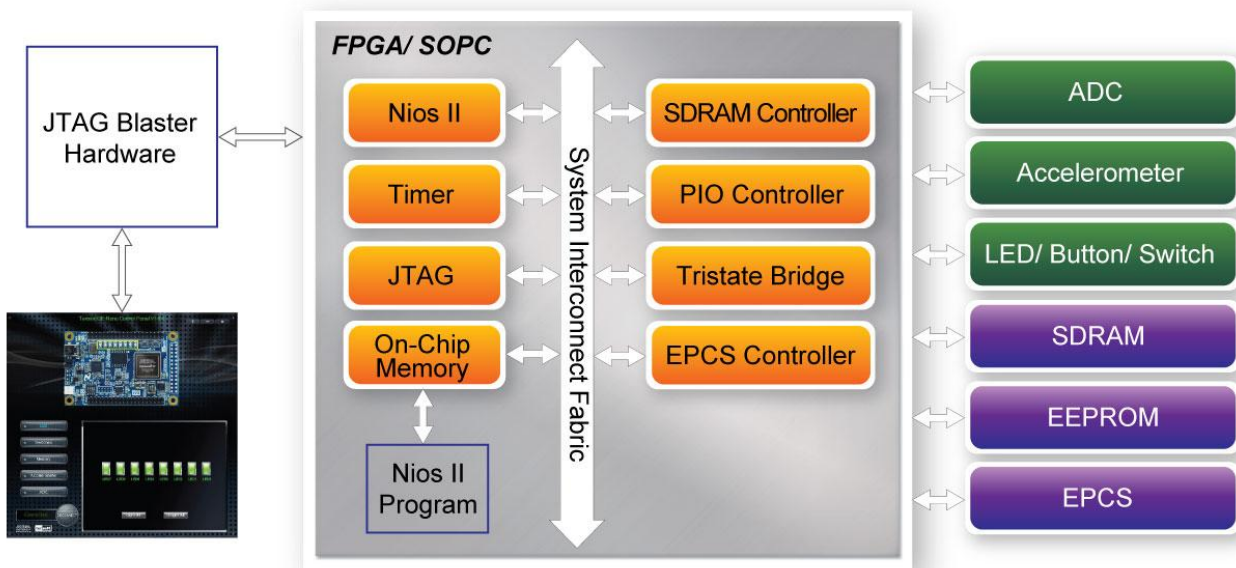 FPGA/ SOPC
JTAG Blaster
Hardware
Nios II
Timer
JTAG
On-Chip
Memory
Nios II
Program
System Interconnect Fabric
SDRAM Controller
PIO Controller
Tristate Bridge
EPCS Controller
ADC
Accelerometer
LED/ Button/ Switch
SDRAM
EEPROM
EPCS